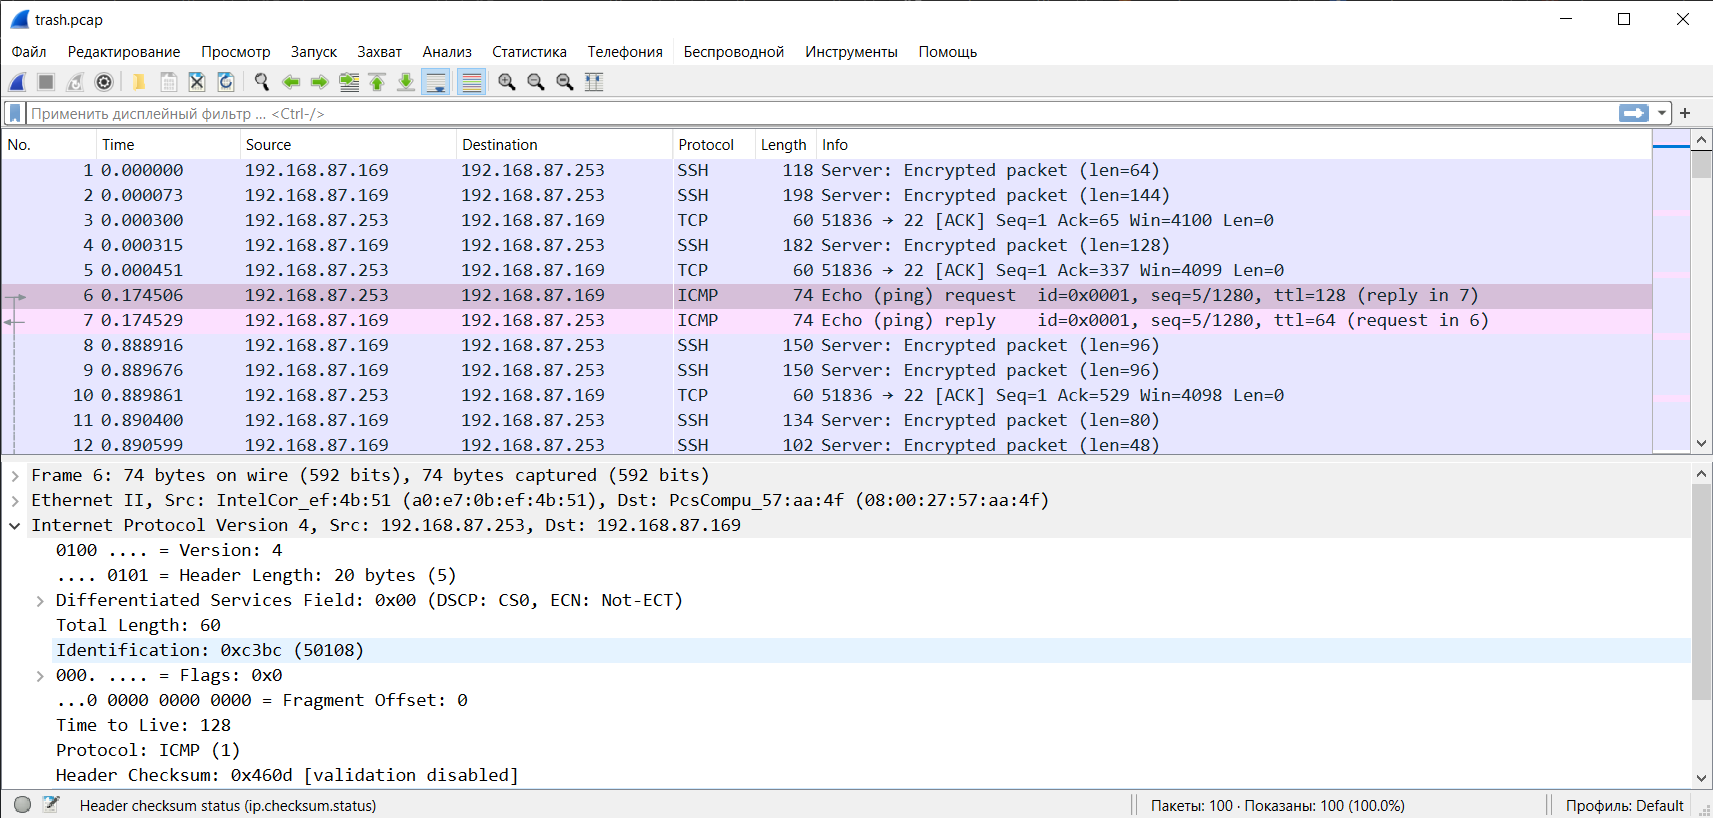 trash.pcap
Файл Редактирование Просмотр Запуск Захват Анализ Статистика Телефония Беспроводной Инструменты Помощь
Применить дисплейный фильтр ... <Ctrl-/>
No. Time Source Destination Protocol Length Info
1 0.000000 192.168.87.169 192.168.87.253 SSH 118 Server: Encrypted packet (len=64)
2 0.000073 192.168.87.169 192.168.87.253 SSH 198 Server: Encrypted packet (len=144)
3 0.000300 192.168.87.253 192.168.87.169 TCP 60 51836 → 22 [ACK] Seq=1 Ack=65 Win=4100 Len=0
4 0.000315 192.168.87.169 192.168.87.253 SSH 182 Server: Encrypted packet (len=128)
5 0.000451 192.168.87.253 192.168.87.169 TCP 60 51836 → 22 [ACK] Seq=1 Ack=337 Win=4099 Len=0
6 0.174506 192.168.87.253 192.168.87.169 ICMP 74 Echo (ping) request id=0x0001, seq=5/1280, ttl=128 (reply in 7)
7 0.174529 192.168.87.169 192.168.87.253 ICMP 74 Echo (ping) reply id=0x0001, seq=5/1280, ttl=64 (request in 6)
8 0.888916 192.168.87.169 192.168.87.253 SSH 150 Server: Encrypted packet (len=96)
9 0.889676 192.168.87.169 192.168.87.253 SSH 150 Server: Encrypted packet (len=96)
10 0.889861 192.168.87.253 192.168.87.169 TCP 60 51836 → 22 [ACK] Seq=1 Ack=529 Win=4098 Len=0
11 0.890400 192.168.87.169 192.168.87.253 SSH 134 Server: Encrypted packet (len=80)
12 0.890599 192.168.87.169 192.168.87.253 SSH 102 Server: Encrypted packet (len=48)
Frame 6: 74 bytes on wire (592 bits), 74 bytes captured (592 bits)
Ethernet II, Src: IntelCor_ef:4b:51 (a0:e7:0b:ef:4b:51), Dst: PcsCompu_57:aa:4f (08:00:27:57:aa:4f)
Internet Protocol Version 4, Src: 192.168.87.253, Dst: 192.168.87.169
0100 .... = Version: 4
.... 0101 = Header Length: 20 bytes (5)
Differentiated Services Field: 0x00 (DSCP: CS0, ECN: Not-ECT)
Total Length: 60
Identification: 0xc3bc (50108)
000. .... = Flags: 0x0
...0 0000 0000 0000 = Fragment Offset: 0
Time to Live: 128
Protocol: ICMP (1)
Header Checksum: 0x460d [validation disabled]
Header checksum status (ip.checksum.status) Пакеты: 100 · Показаны: 100 (100.0%) Профиль: Default